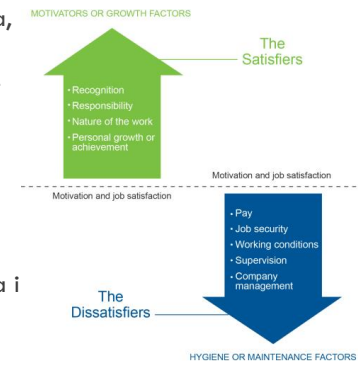 a,
MOTIVATORS OR GROWTH FACTORS
The
Satisfiers
• Recognition
• Responsibility
• Nature of the work
• Personal growth or
achievement
Motivation and job satisfaction
Motivation and job satisfaction
• Pay
• Job security
• Working conditions
• Supervision
• Company
management
a i
The
Dissatisfiers
HYGIENE OR MAINTENANCE FACTORS